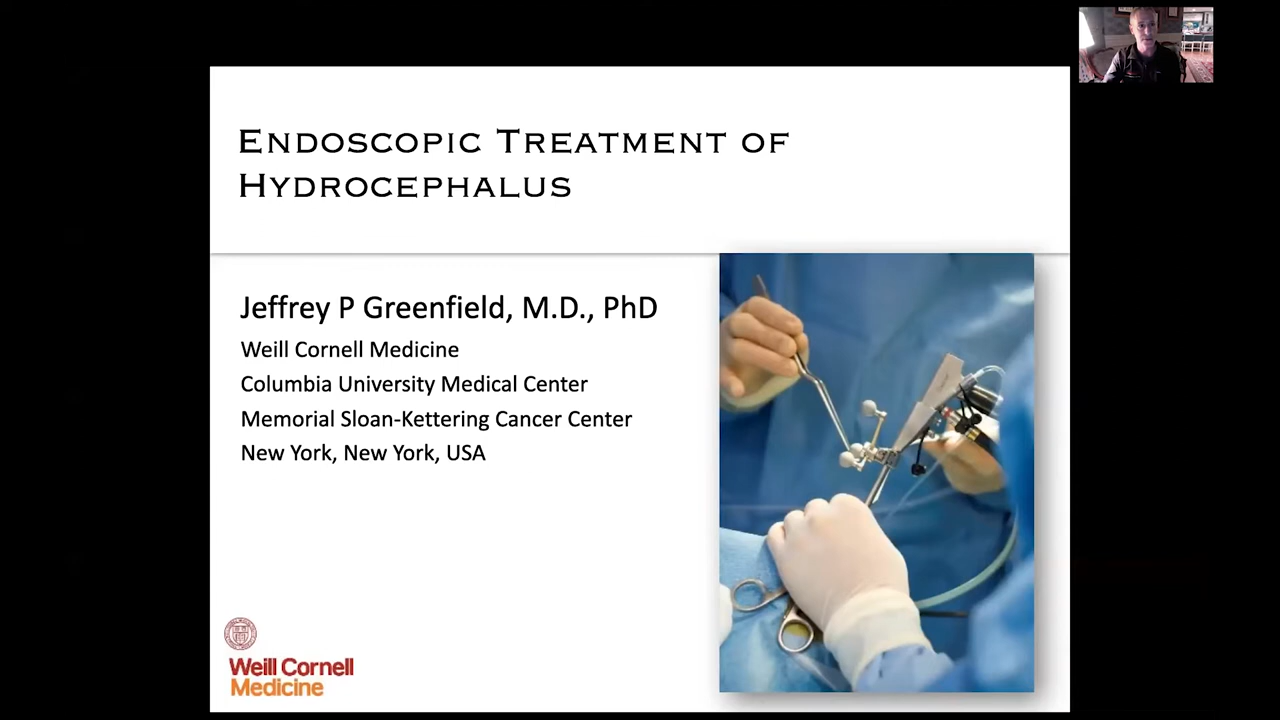 ENDOSCOPIC TREATMENT OF
HYDROCEPHALUS
Jeffrey P Greenfield, M.D., PhD
Weill Cornell Medicine
Columbia University Medical Center
Memorial Sloan-Kettering Cancer Center
New York, New York, USA
Weill Cornell
Medicine